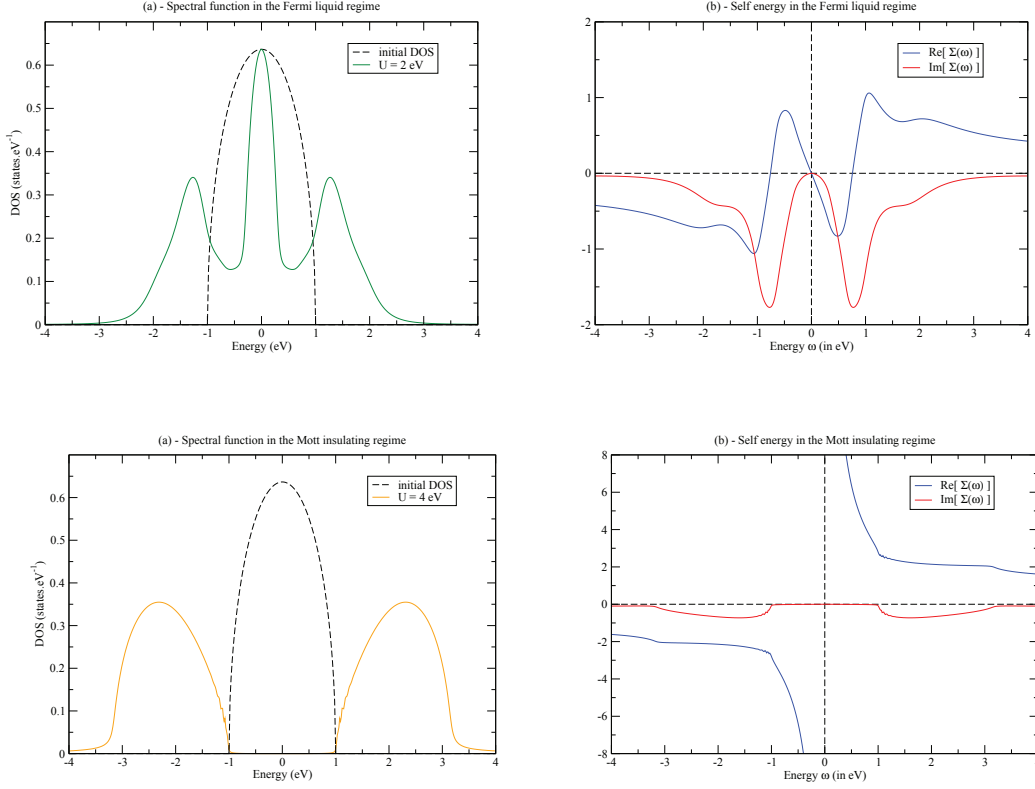 (a) - Spectral function in the Fermi liquid regime
DOS (states.eV⁻¹)
0.6
0.5
0.4
0.3
0.2
0.1
0
initial DOS
U = 2 eV
-4 -3 -2 -1 0 1 2 3 4
Energy (eV)
(b) - Self energy in the Fermi liquid regime
2
1
0
-1
-2
Re[ Σ(ω) ]
Im[ Σ(ω) ]
-4 -3 -2 -1 0 1 2 3 4
Energy ω (in eV)
(a) - Spectral function in the Mott insulating regime
DOS (states.eV⁻¹)
0.6
0.5
0.4
0.3
0.2
0.1
0
initial DOS
U = 4 eV
-4 -3 -2 -1 0 1 2 3 4
Energy (eV)
(b) - Self energy in the Mott insulating regime
8
6
4
2
0
-2
-4
-6
-8
Re[ Σ(ω) ]
Im[ Σ(ω) ]
-4 -3 -2 -1 0 1 2 3 4
Energy ω (in eV)